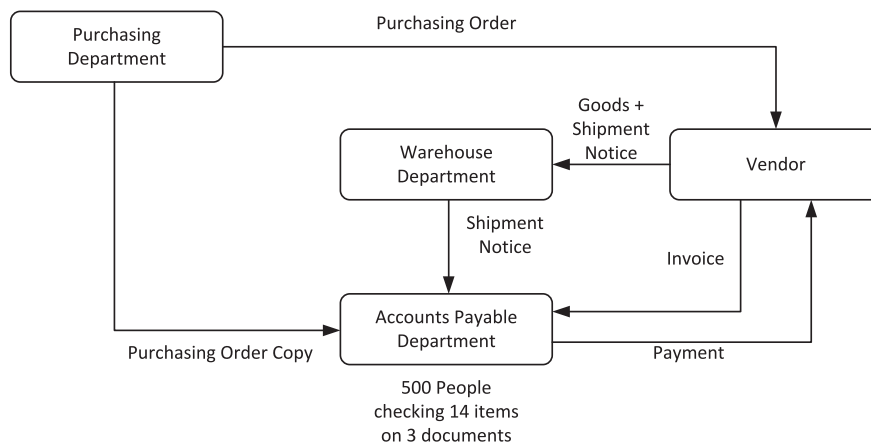 Purchasing Order
Purchasing
Department
Goods +
Shipment
Notice
Warehouse
Department
Vendor
Shipment
Notice
Invoice
Accounts Payable
Department
Purchasing Order Copy
Payment
500 People
checking 14 items
on 3 documents